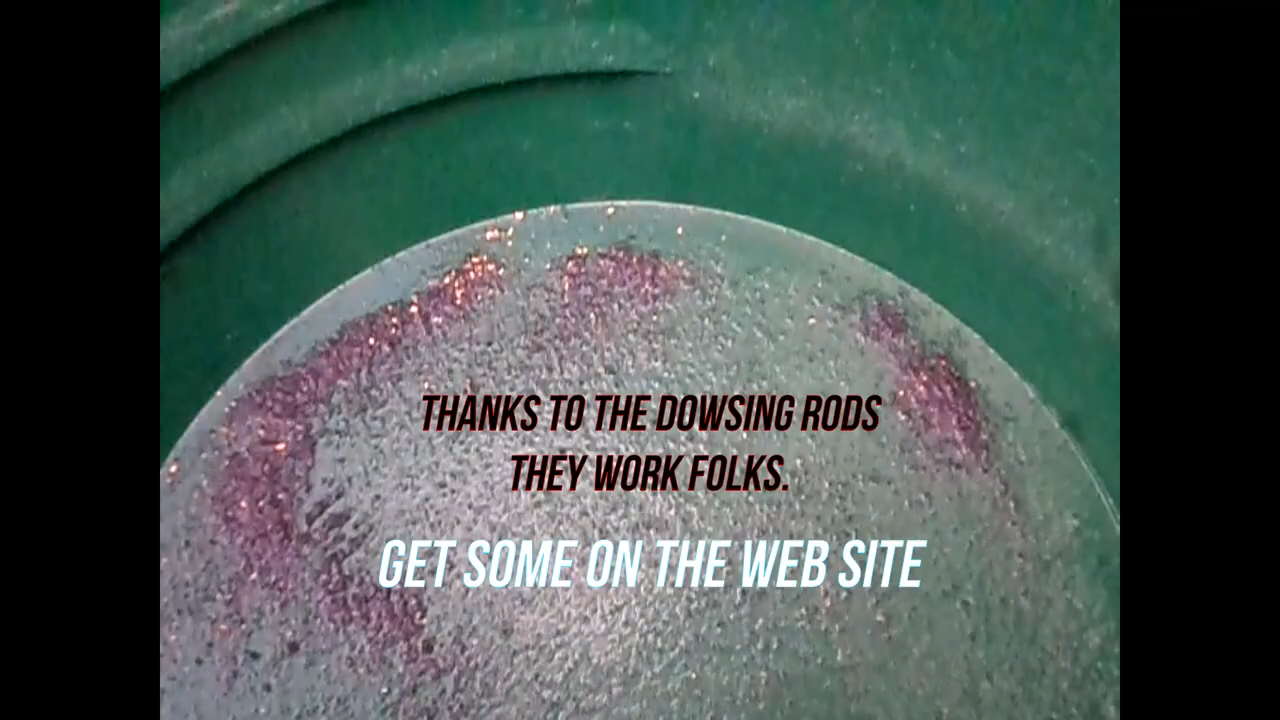 THANKS TO THE DOWSING RODS
THEY WORK FOLKS.
GET SOME ON THE WEB SITE